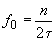 f₀ = n / 2τ